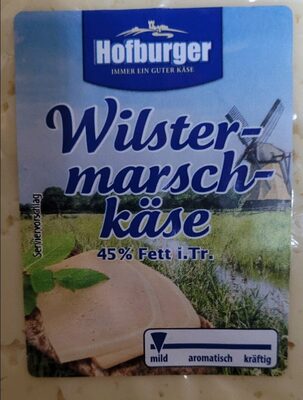 Hofburger
IMMER EIN GUTER KÄSE
Wilster-
marsch-
käse
45% Fett i.Tr.
Serviervorschlag
mild aromatisch kräftig